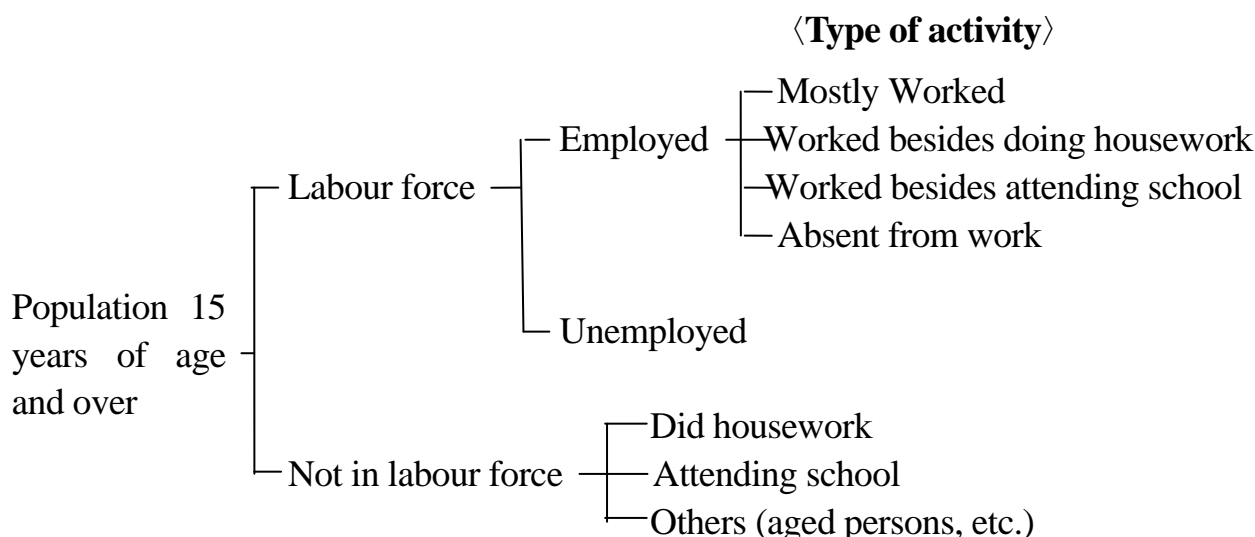 〈Type of activity〉
Mostly Worked
Employed
Worked besides doing housework
Labour force
Worked besides attending school
Absent from work
Population 15
years of age
and over
Unemployed
Did housework
Not in labour force
Attending school
Others (aged persons, etc.)